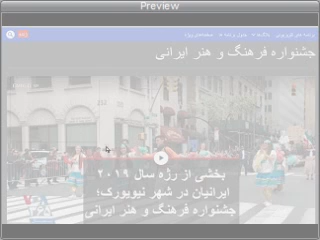 Preview
جشنواره فرهنگ و هنر ایرانی
بخشی از رژه سال ۲۰۱۹
ایرانیان در شهر نیویورک؛
جشنواره فرهنگ و هنر ایرانی